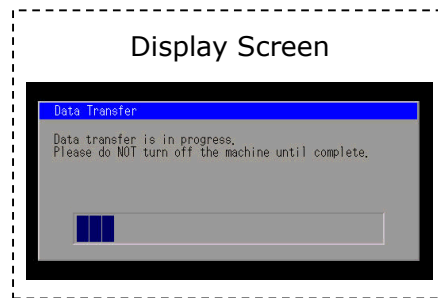 Display Screen
Data Transfer
Data transfer is in progress.
Please do NOT turn off the machine until complete.